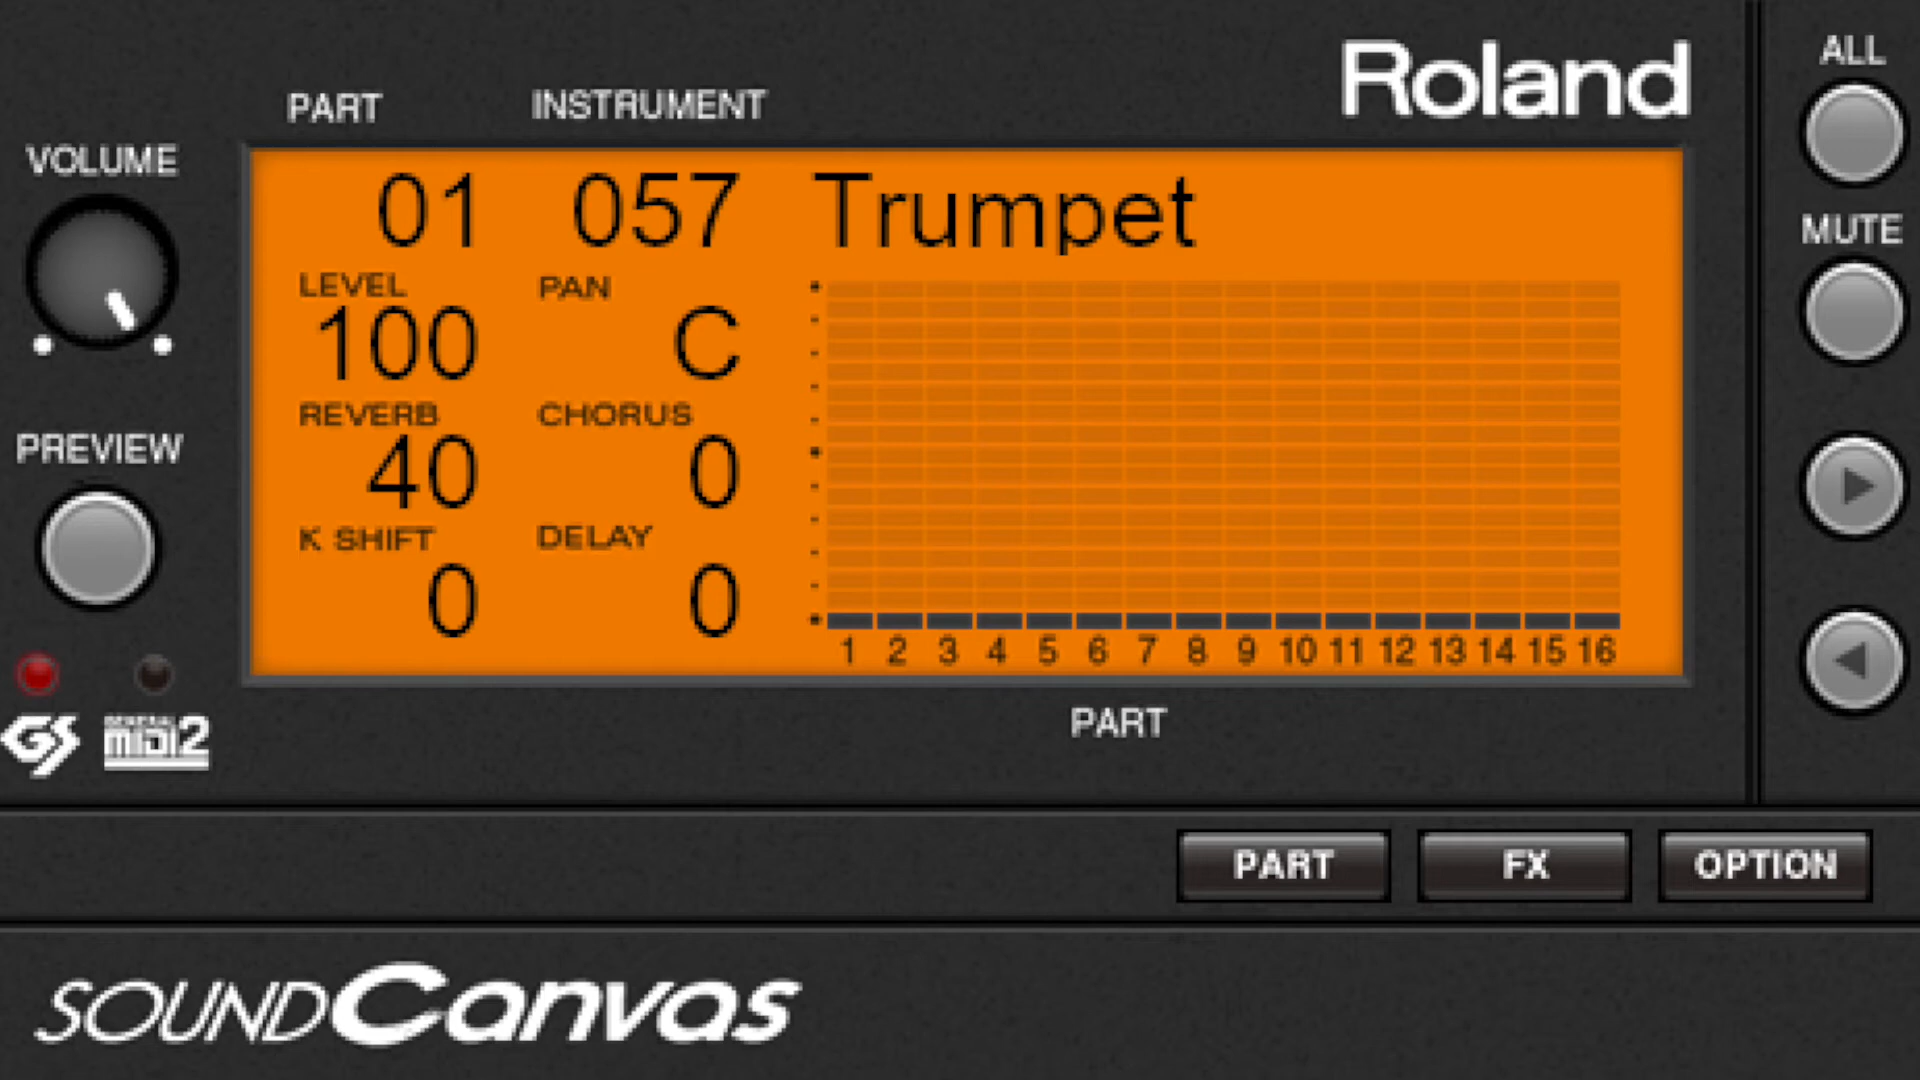 Roland
ALL
PART INSTRUMENT
VOLUME
01 057 Trumpet
MUTE
LEVEL PAN
100 C
REVERB CHORUS
PREVIEW
40 0
K SHIFT DELAY
0 0
1 2 3 4 5 6 7 8 9 10 11 12 13 14 15 16
PART
GS GENERAL MIDI2
PART FX OPTION
SOUNDCanvas